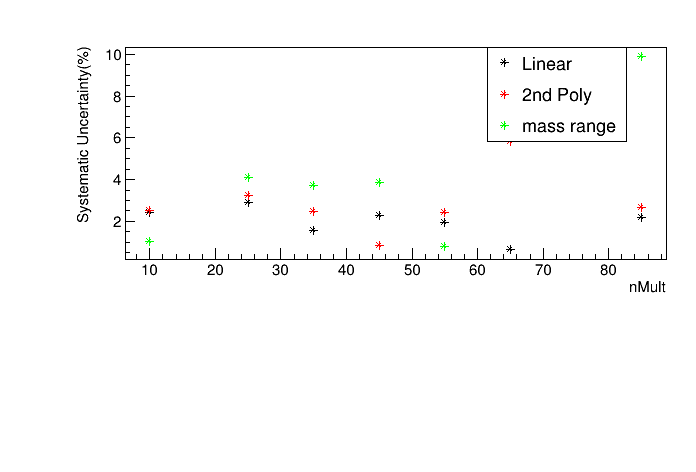 Systematic Uncertainty(%)
10
8
6
4
2
Linear
2nd Poly
mass range
10 20 30 40 50 60 70 80
nMult